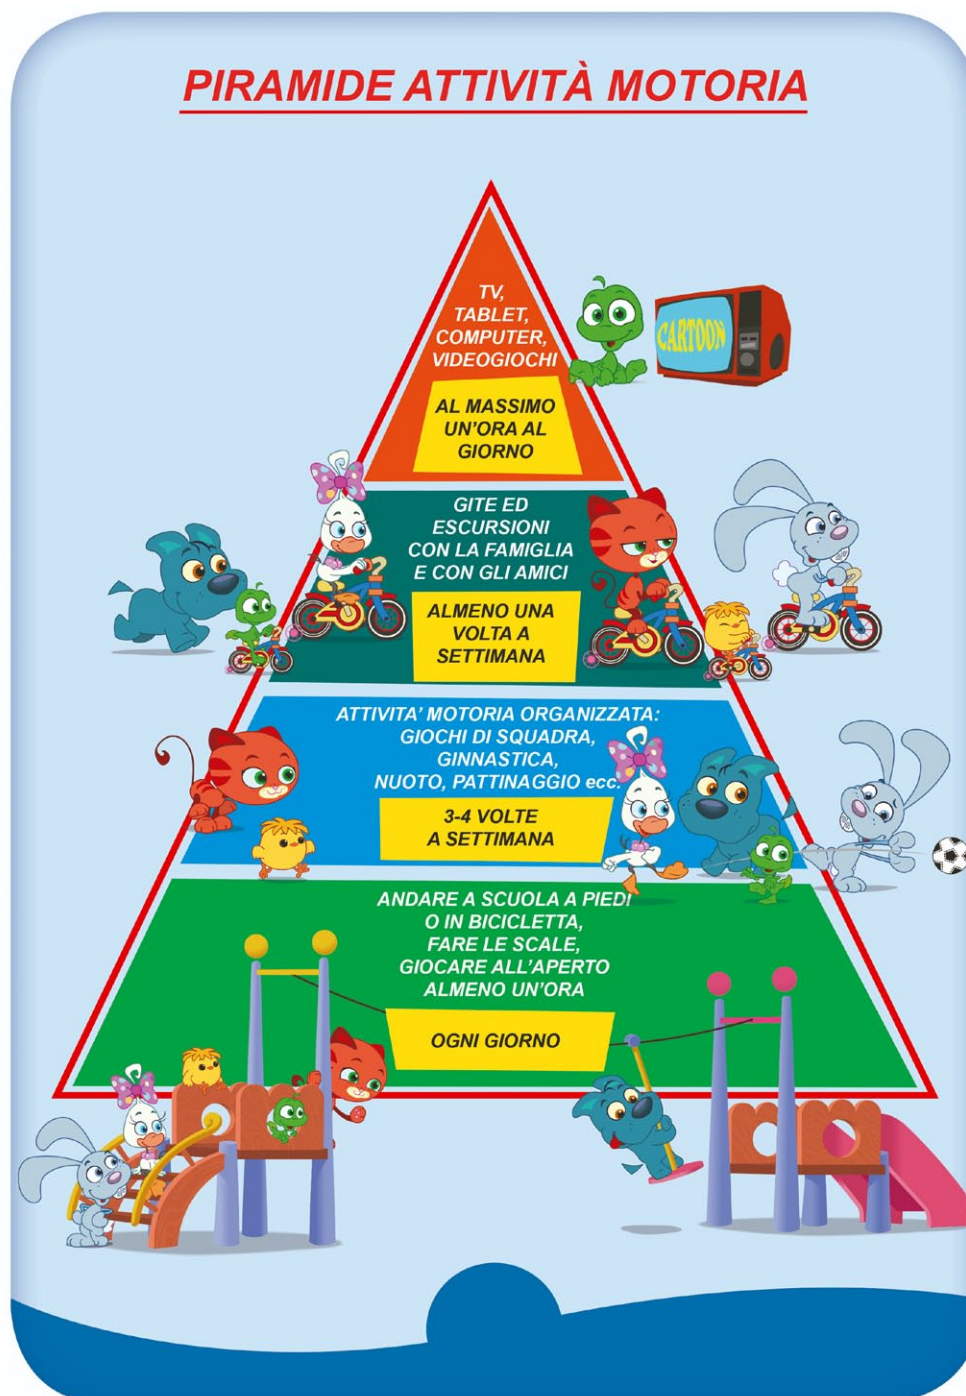 PIRAMIDE ATTIVITÀ MOTORIA
TV,
TABLET,
COMPUTER,
VIDEOGIOCHI
AL MASSIMO
UN'ORA AL
GIORNO
CARTOON
GITE ED
ESCURSIONI
CON LA FAMIGLIA
E CON GLI AMICI
ALMENO UNA
VOLTA A
SETTIMANA
ATTIVITA' MOTORIA ORGANIZZATA:
GIOCHI DI SQUADRA,
GINNASTICA,
NUOTO, PATTINAGGIO ecc.
3-4 VOLTE
A SETTIMANA
ANDARE A SCUOLA A PIEDI
O IN BICICLETTA,
FARE LE SCALE,
GIOCARE ALL'APERTO
ALMENO UN'ORA
OGNI GIORNO